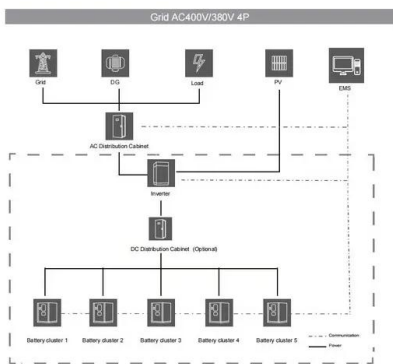 Grid AC400V/380V 4P
Grid
DG
Load
PV
EMS
AC Distribution Cabinet
Inverter
DC Distribution Cabinet (Optional)
Battery cluster 1
Battery cluster 2
Battery cluster 3
Battery cluster 4
Battery cluster 5
Communication
Power